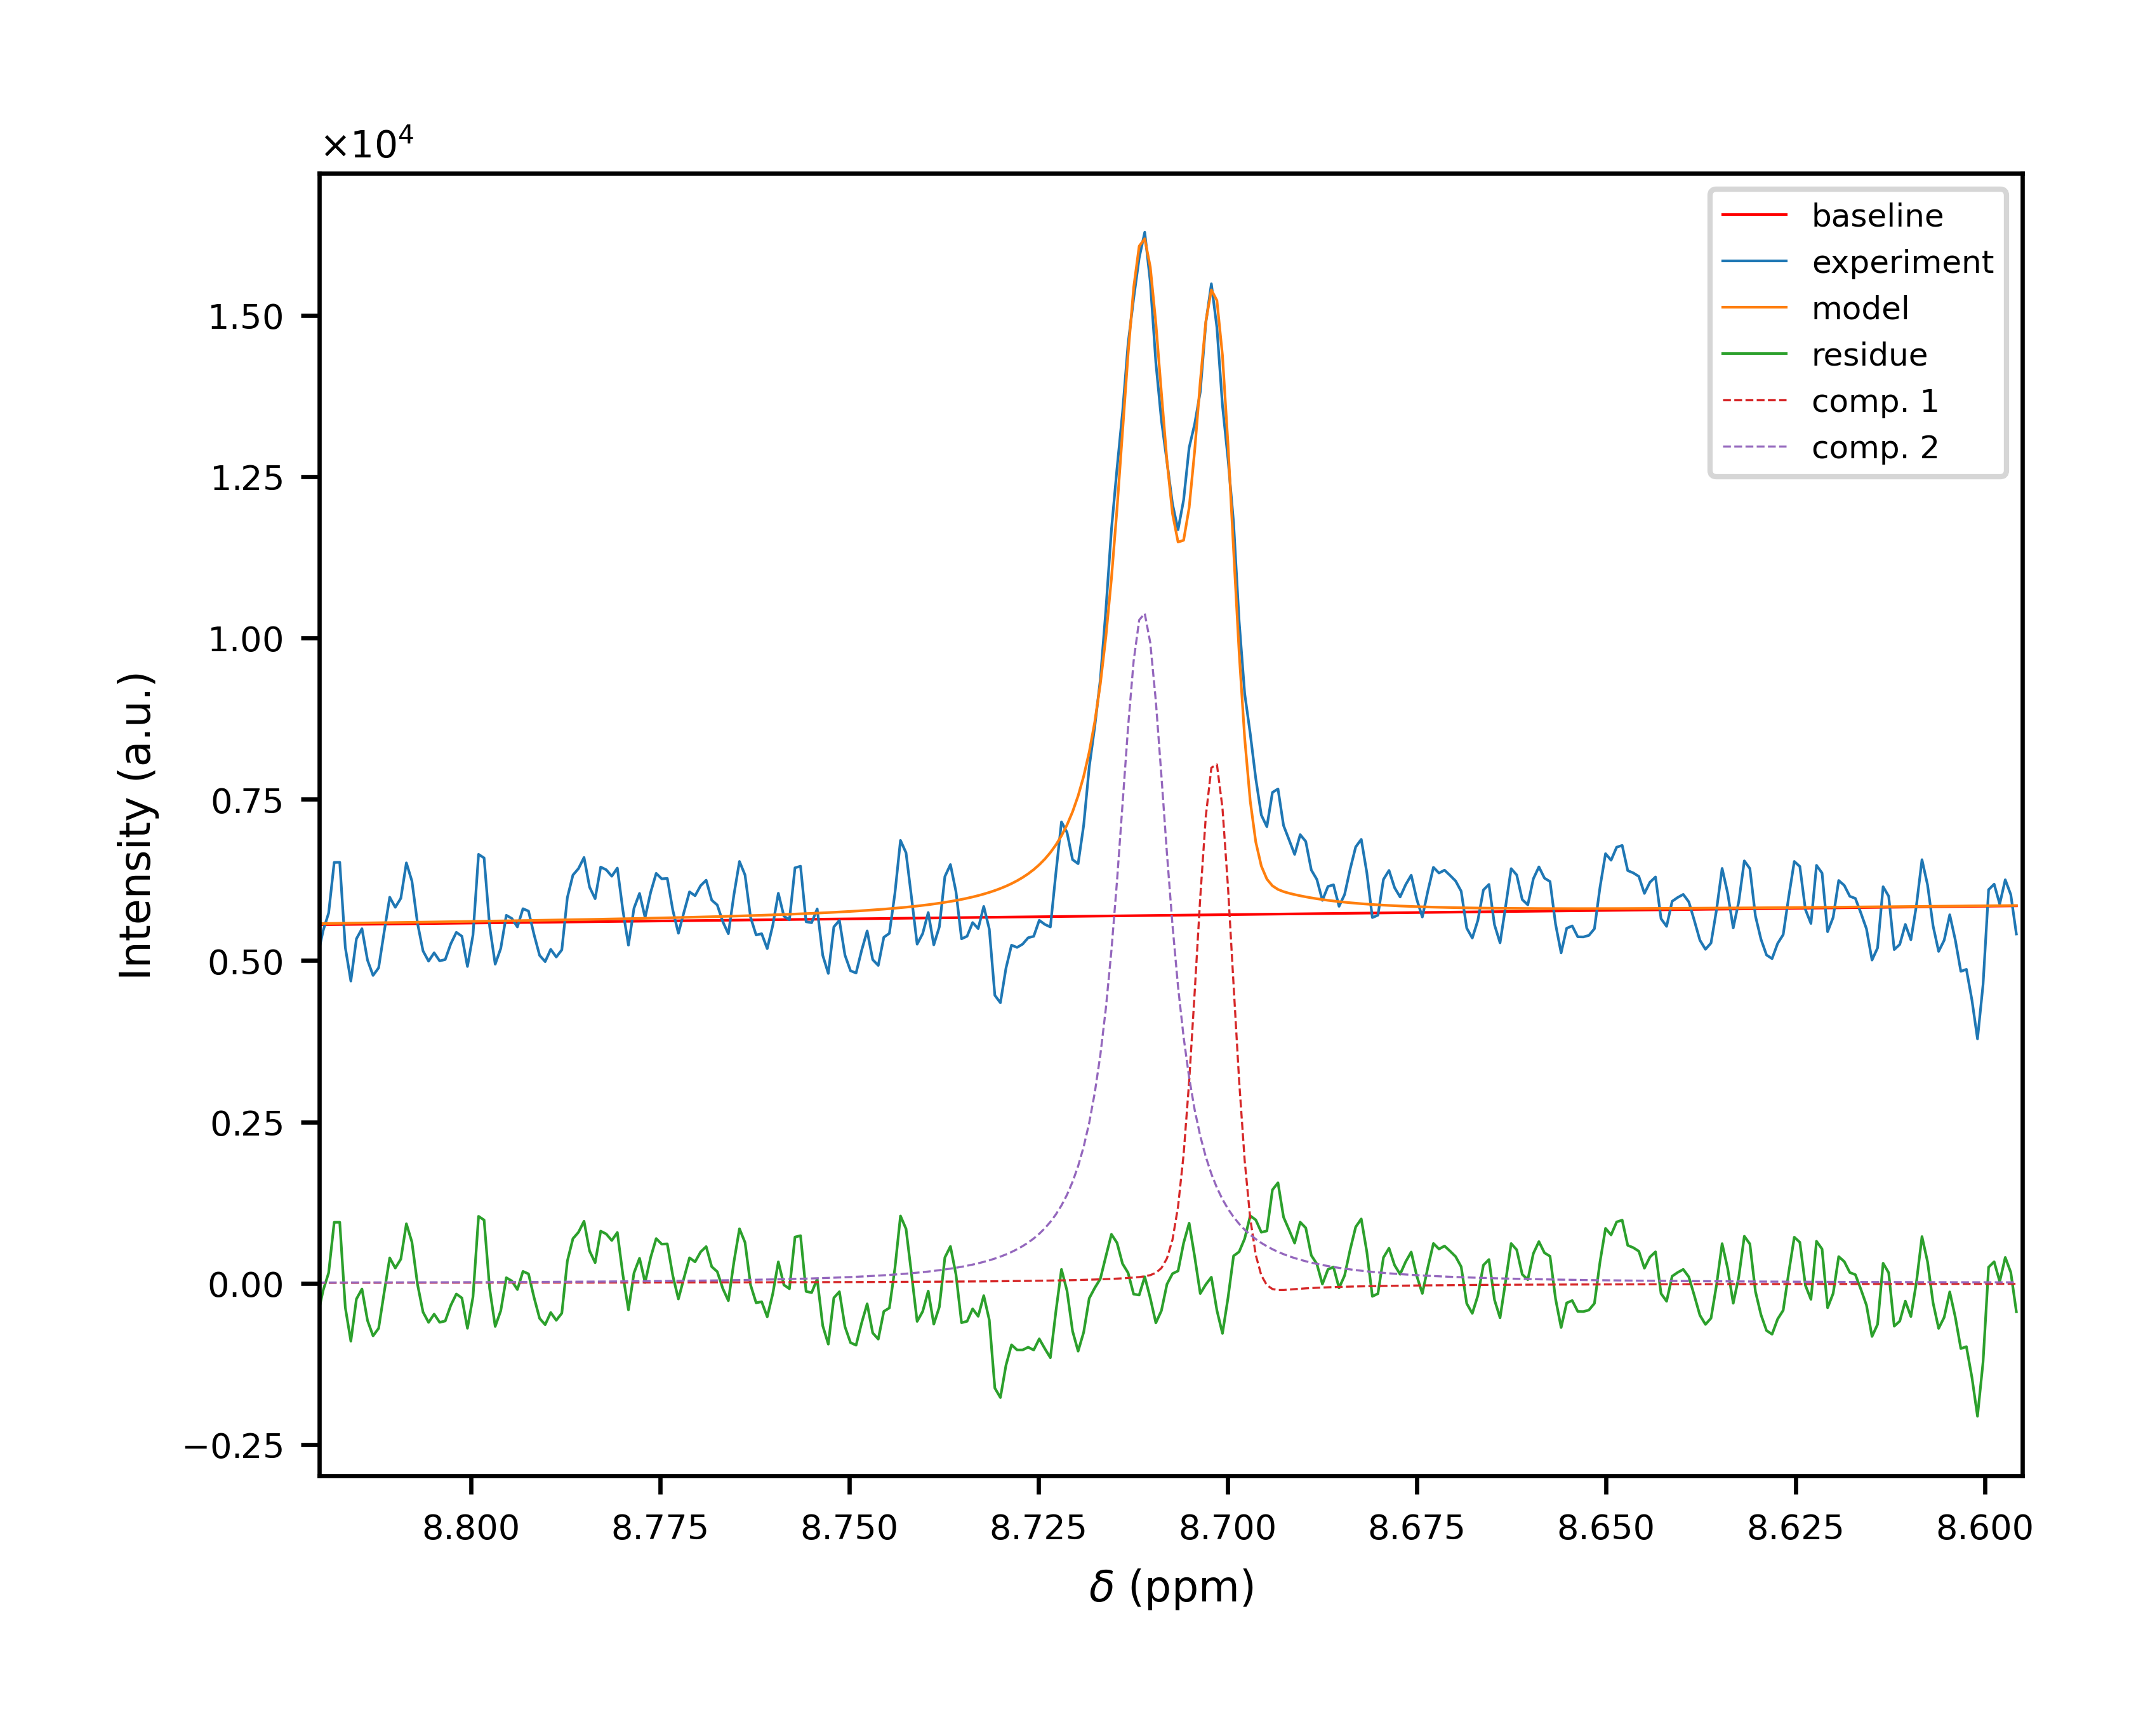 ×10⁴
baseline
experiment
model
residue
comp. 1
comp. 2
1.50
1.25
1.00
0.75
0.50
0.25
0.00
−0.25
Intensity (a.u.)
8.800 8.775 8.750 8.725 8.700 8.675 8.650 8.625 8.600
δ (ppm)